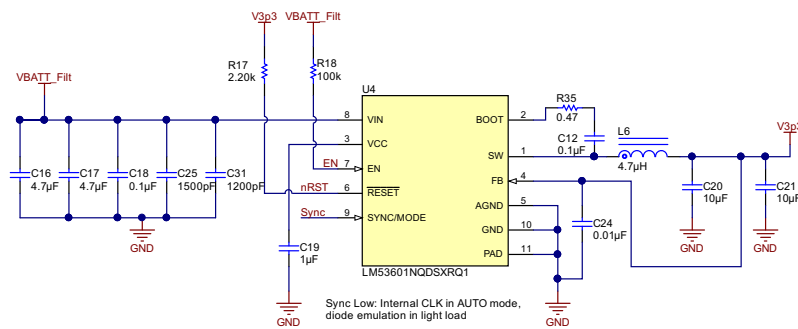 V3p3
VBATT_Filt
R17
2.20k
R18
100k
U4
VBATT_Filt
8
VIN
BOOT
2
R35
0.47
3
VCC
C12
0.1µF
L6
4.7µH
V3p3
SW
1
C16
4.7µF
C17
4.7µF
C18
0.1µF
C25
1500pF
C31
1200pF
EN
7
EN
FB
4
nRST
6
RESET
AGND
5
C20
10µF
C21
10µF
Sync
9
SYNC/MODE
GND
10
C24
0.01µF
PAD
11
GND
C19
1µF
LM53601NQDSXRQ1
GND
GND
GND
GND
Sync Low: Internal CLK in AUTO mode,
diode emulation in light load